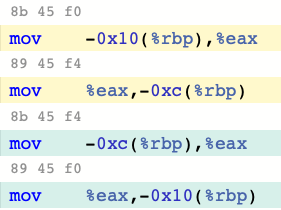 8b 45 f0
mov -0x10(%rbp),%eax
89 45 f4
mov %eax,-0xc(%rbp)
8b 45 f4
mov -0xc(%rbp),%eax
89 45 f0
mov %eax,-0x10(%rbp)